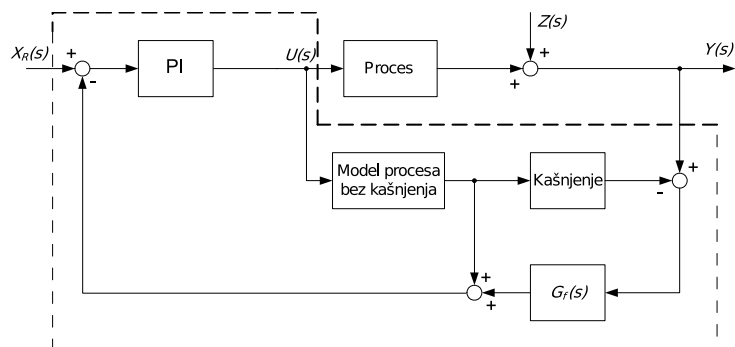 Z(s)
X_R(s) + - PI U(s) Proces + + Y(s)
Model procesa
bez kašnjenja
Kašnjenje - +
+ + G_f(s)